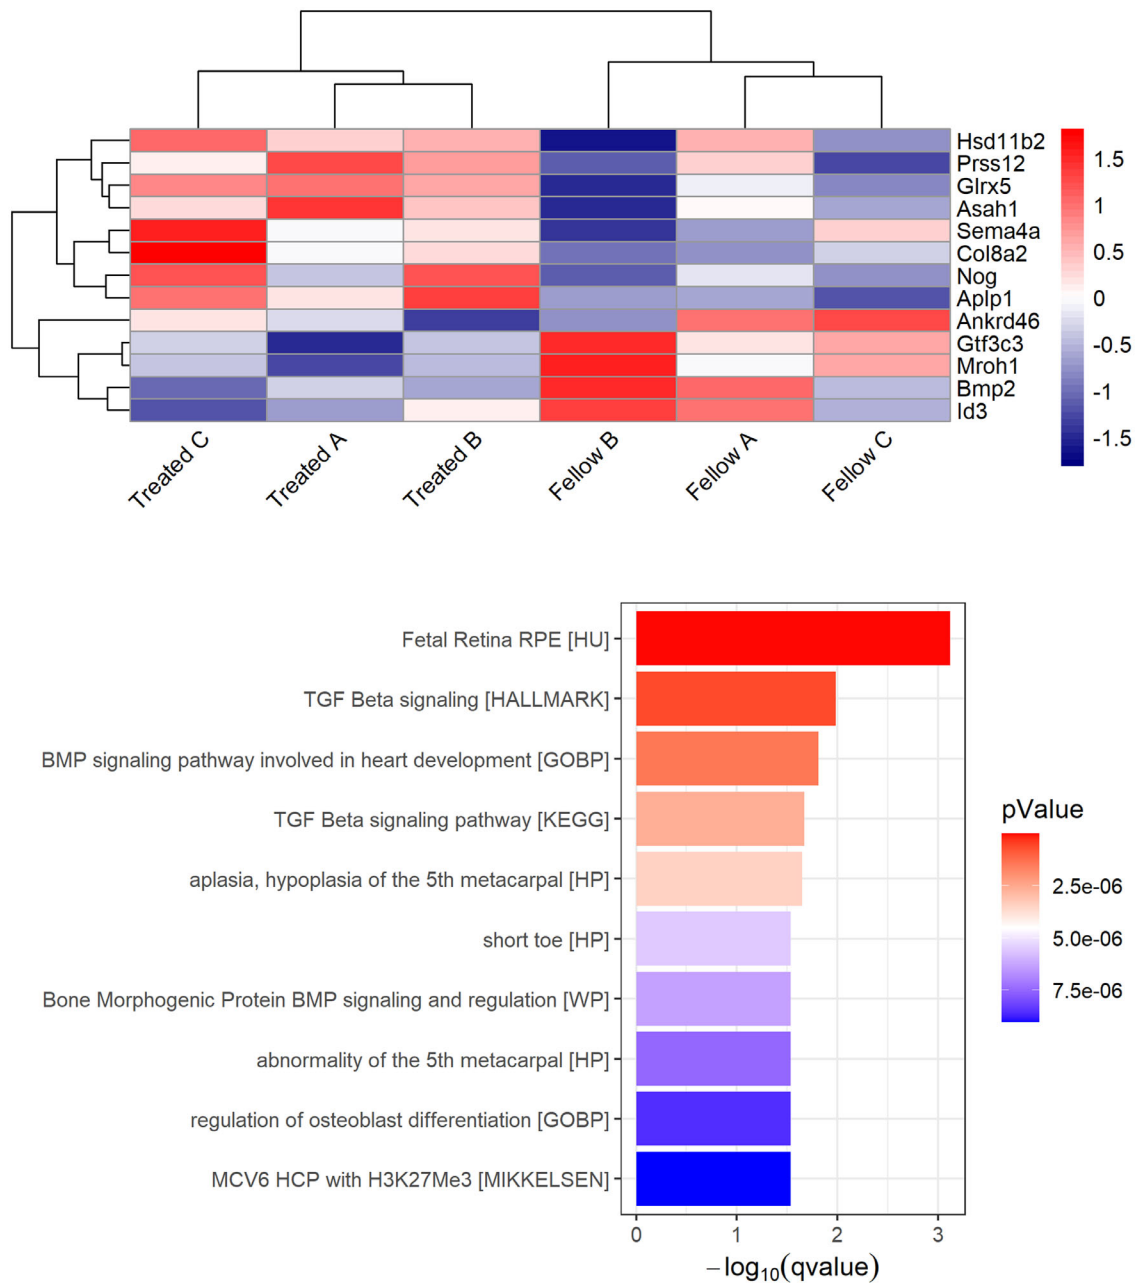 Hsd11b2
Prss12
Glrx5
Asah1
Sema4a
Col8a2
Nog
Aplp1
Ankrd46
Gtf3c3
Mroh1
Bmp2
Id3
1.5
1
0.5
0
-0.5
-1
-1.5
Treated C
Treated A
Treated B
Fellow B
Fellow A
Fellow C
Fetal Retina RPE [HU]
TGF Beta signaling [HALLMARK]
BMP signaling pathway involved in heart development [GOBP]
TGF Beta signaling pathway [KEGG]
aplasia, hypoplasia of the 5th metacarpal [HP]
short toe [HP]
Bone Morphogenic Protein BMP signaling and regulation [WP]
abnormality of the 5th metacarpal [HP]
regulation of osteoblast differentiation [GOBP]
MCV6 HCP with H3K27Me3 [MIKKELSEN]
0 1 2 3
−log₁₀(qvalue)
pValue
2.5e-06
5.0e-06
7.5e-06